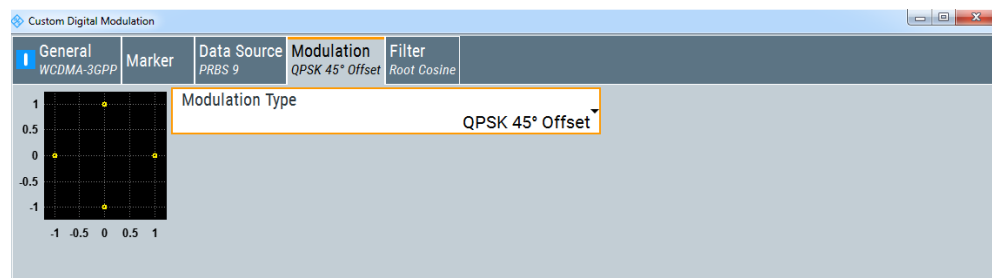 Custom Digital Modulation
General
WCDMA-3GPP
Marker
Data Source
PRBS 9
Modulation
QPSK 45° Offset
Filter
Root Cosine
Modulation Type
QPSK 45° Offset
1
0.5
0
-0.5
-1
-1 -0.5 0 0.5 1